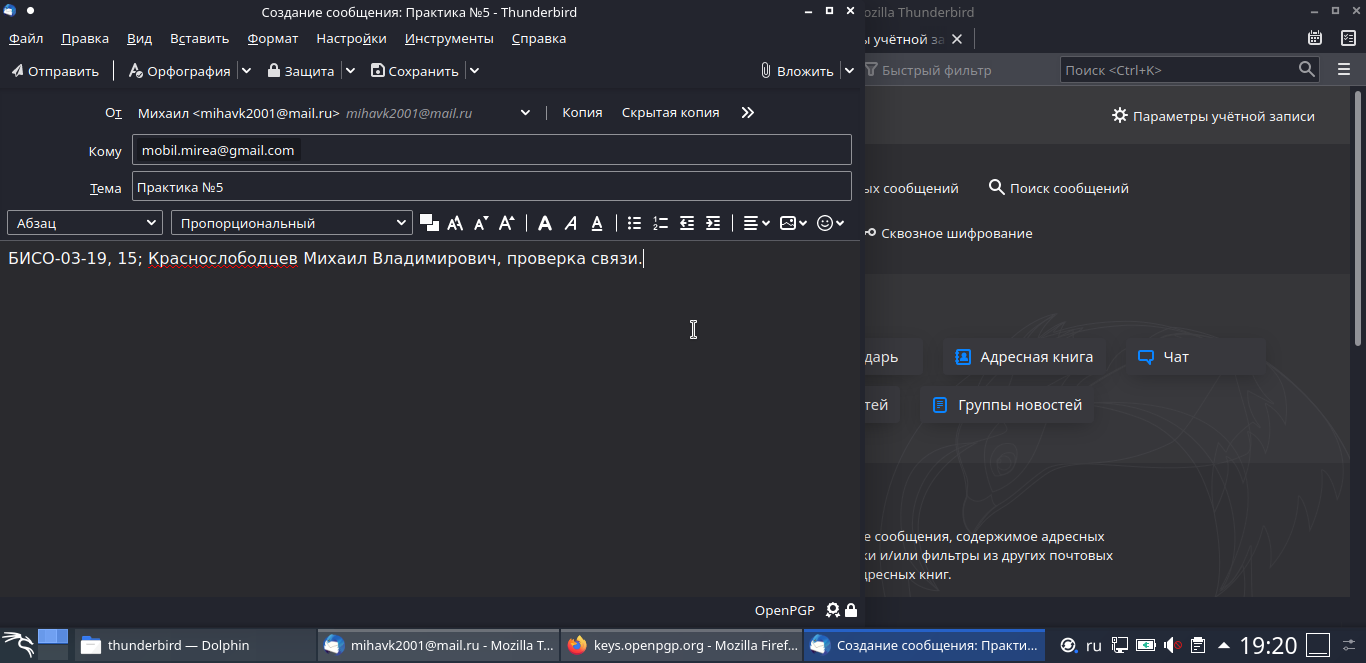 Создание сообщения: Практика №5 - Thunderbird
ozilla Thunderbird
Файл Правка Вид Вставить Формат Настройки Инструменты Справка
ы учётной за
Отправить Орфография Защита Сохранить Вложить
Быстрый фильтр
Поиск <Ctrl+K>
От Михаил <mihavk2001@mail.ru> mihavk2001@mail.ru Копия Скрытая копия
Параметры учётной записи
Кому mobil.mirea@gmail.com
Тема Практика №5
ых сообщений Поиск сообщений
Абзац Пропорциональный
Сквозное шифрование
БИСО-03-19, 15; Краснослободцев Михаил Владимирович, проверка связи.
дарь Адресная книга Чат
тей Группы новостей
е сообщения, содержимое адресных
ки и/или фильтры из других почтовых
дресных книг.
OpenPGP
thunderbird — Dolphin
mihavk2001@mail.ru - Mozilla T...
keys.openpgp.org - Mozilla Firef...
Создание сообщения: Практи...
ru
19:20